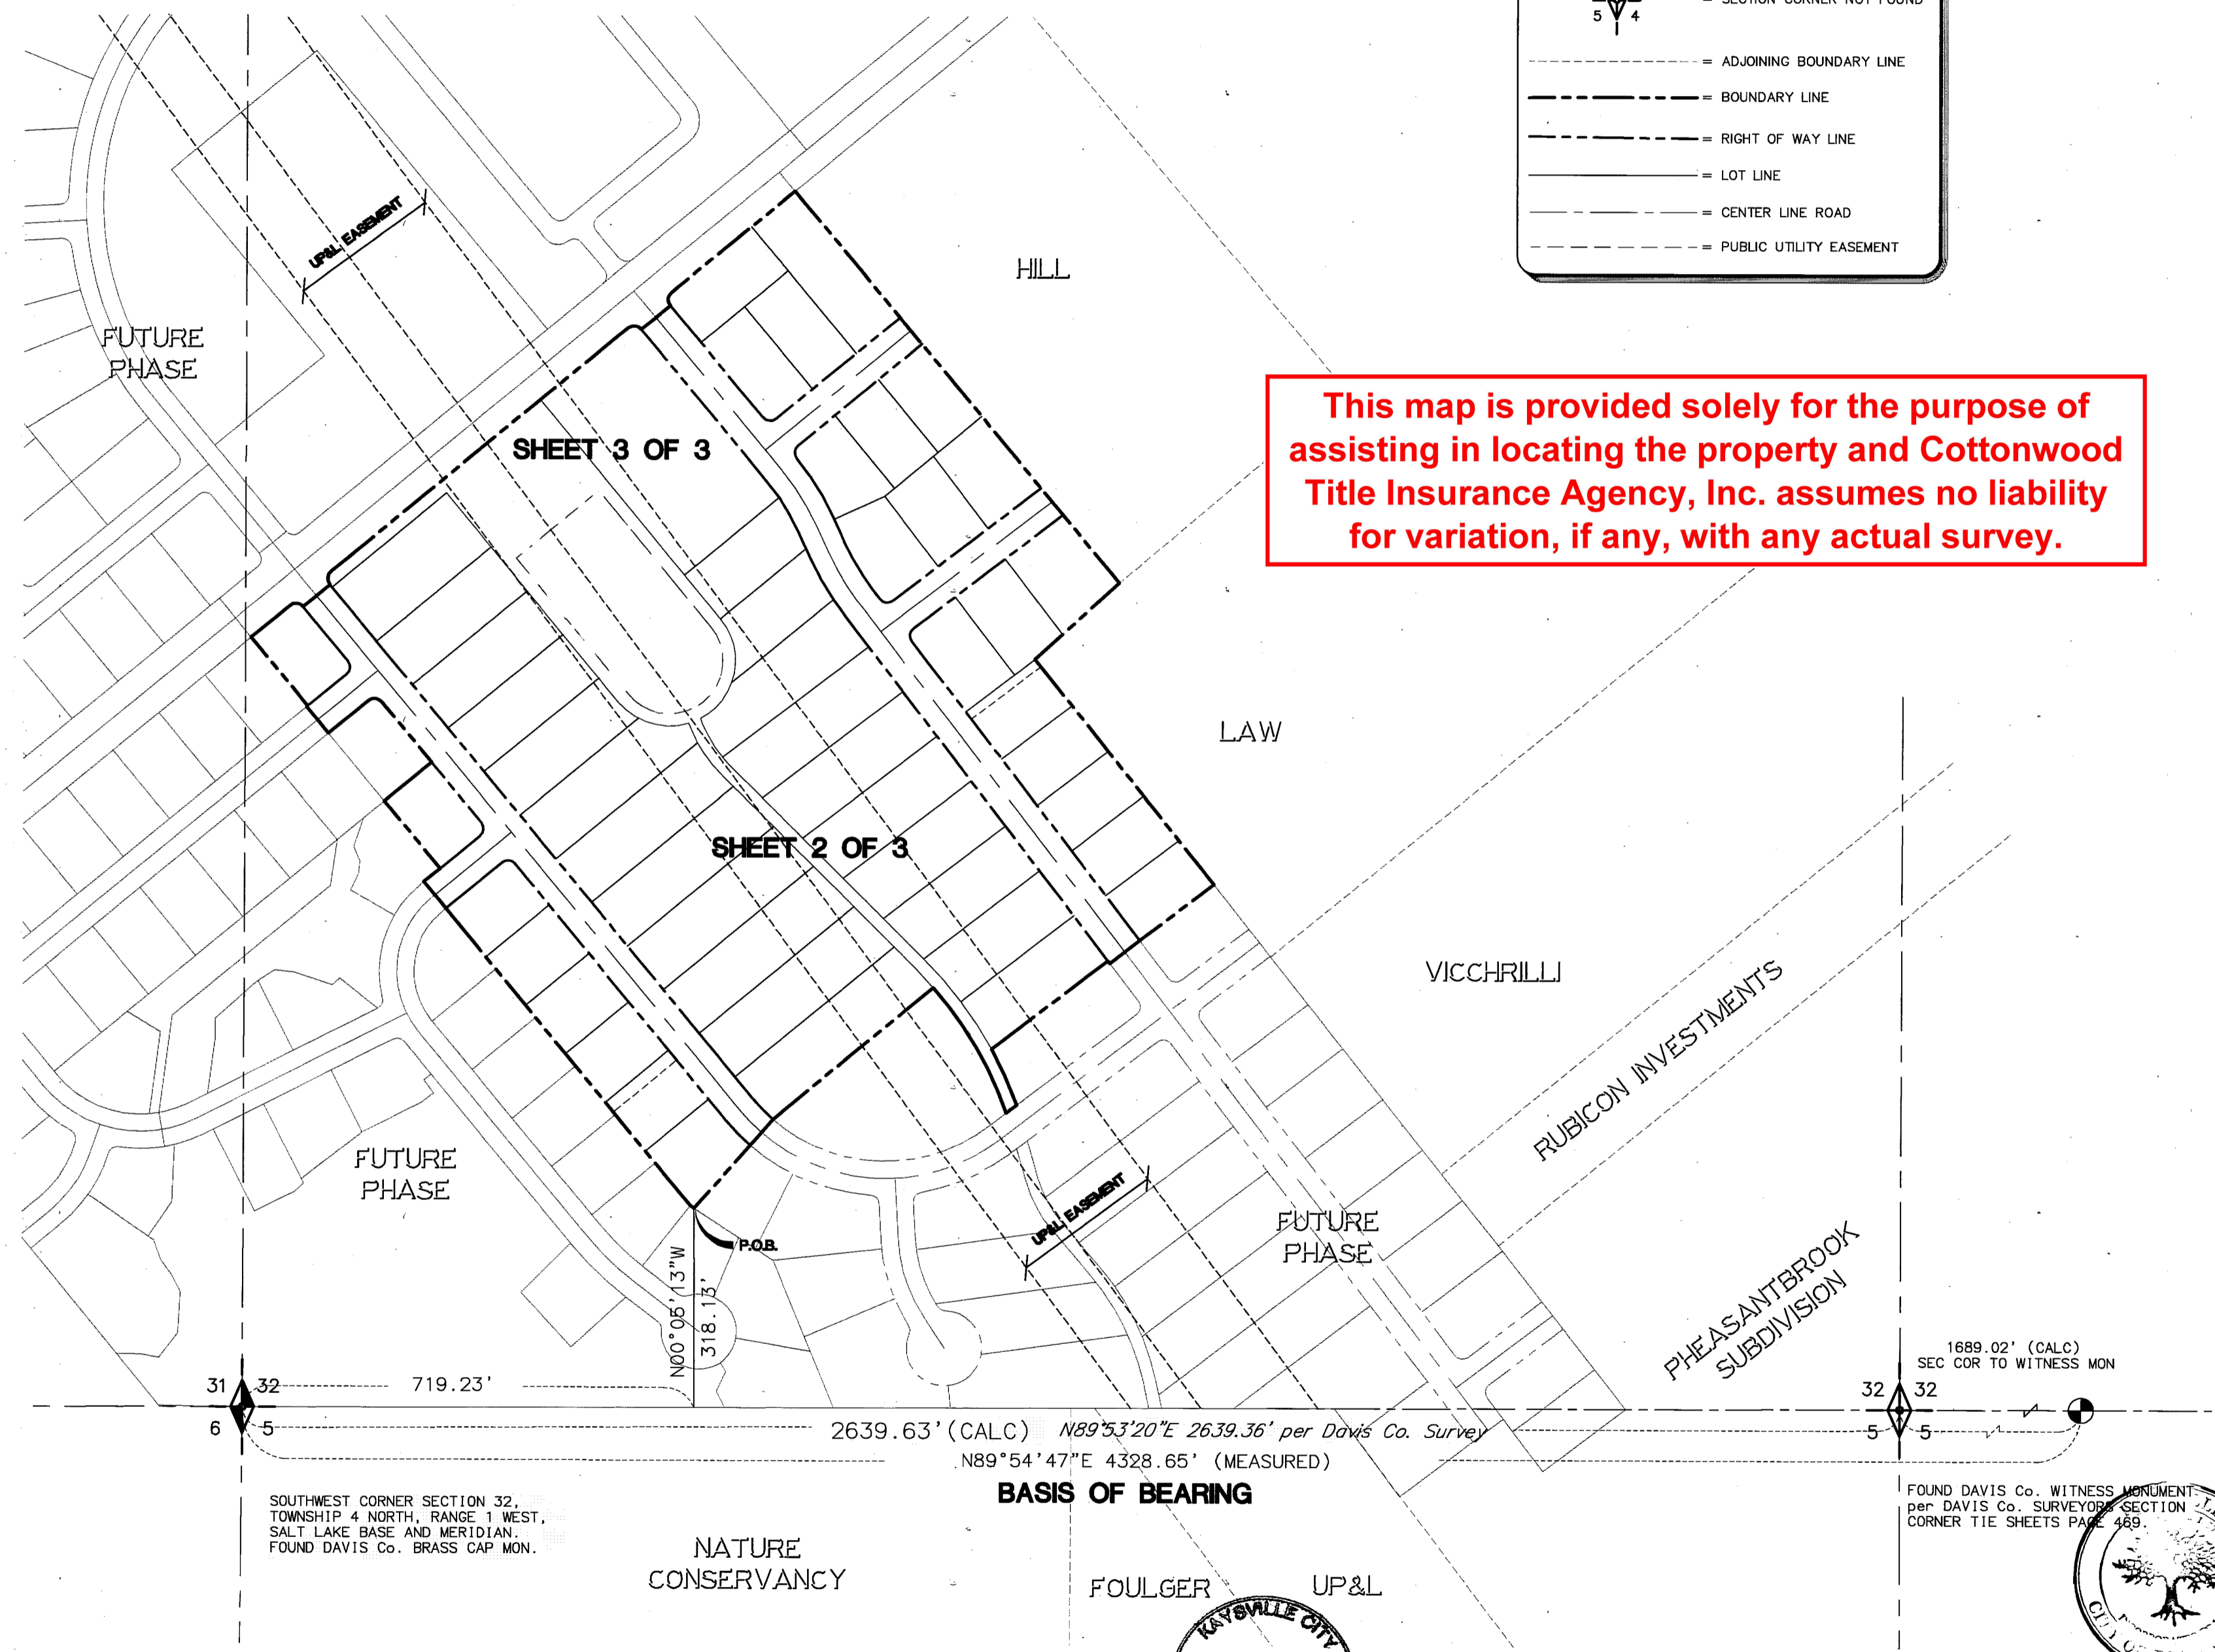 = SECTION CORNER NOT FOUND
5 4
= ADJOINING BOUNDARY LINE
= BOUNDARY LINE
= RIGHT OF WAY LINE
= LOT LINE
= CENTER LINE ROAD
= PUBLIC UTILITY EASEMENT
UP&L EASEMENT
HILL
FUTURE
PHASE
This map is provided solely for the purpose of
assisting in locating the property and Cottonwood
Title Insurance Agency, Inc. assumes no liability
for variation, if any, with any actual survey.
SHEET 3 OF 3
LAW
SHEET 2 OF 3
VICCHRILLI
RUBICON INVESTMENTS
FUTURE
PHASE
UP&L EASEMENT
FUTURE
PHASE
P.O.B.
N00°05'13"W
318.13'
PHEASANTBROOK
SUBDIVISION
1689.02' (CALC)
SEC COR TO WITNESS MON
31 32
719.23'
32 32
6 5
2639.63'(CALC) N89°53'20"E 2639.36' per Davis Co. Survey
5 5
N89°54'47"E 4328.65' (MEASURED)
BASIS OF BEARING
SOUTHWEST CORNER SECTION 32,
TOWNSHIP 4 NORTH, RANGE 1 WEST,
SALT LAKE BASE AND MERIDIAN.
FOUND DAVIS Co. BRASS CAP MON.
FOUND DAVIS Co. WITNESS MONUMENT
per DAVIS Co. SURVEYORS SECTION
CORNER TIE SHEETS PAGE 469.
NATURE
CONSERVANCY
FOULGER
UP&L
KAYSVILLE CITY